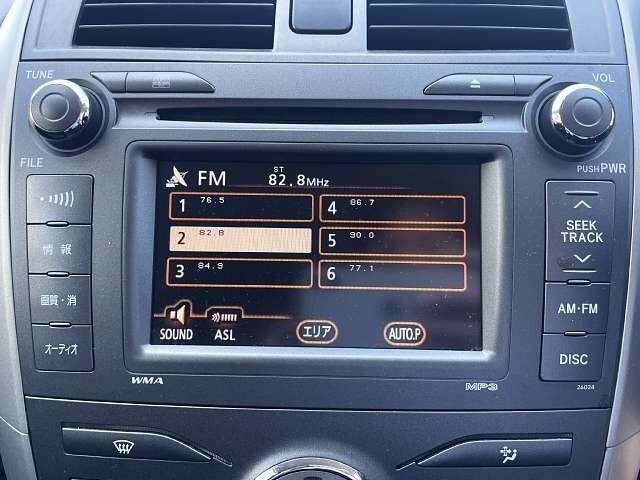 TUNE
VOL
FILE
PUSH PWR
情報
画質・消
オーディオ
FM ST 82.8MHz
1 76.5
4 86.7
2 82.8
5 90.0
3 84.9
6 77.1
SOUND
ASL
エリア
AUTO.P
SEEK
TRACK
AM・FM
DISC
WMA
MP3
26024